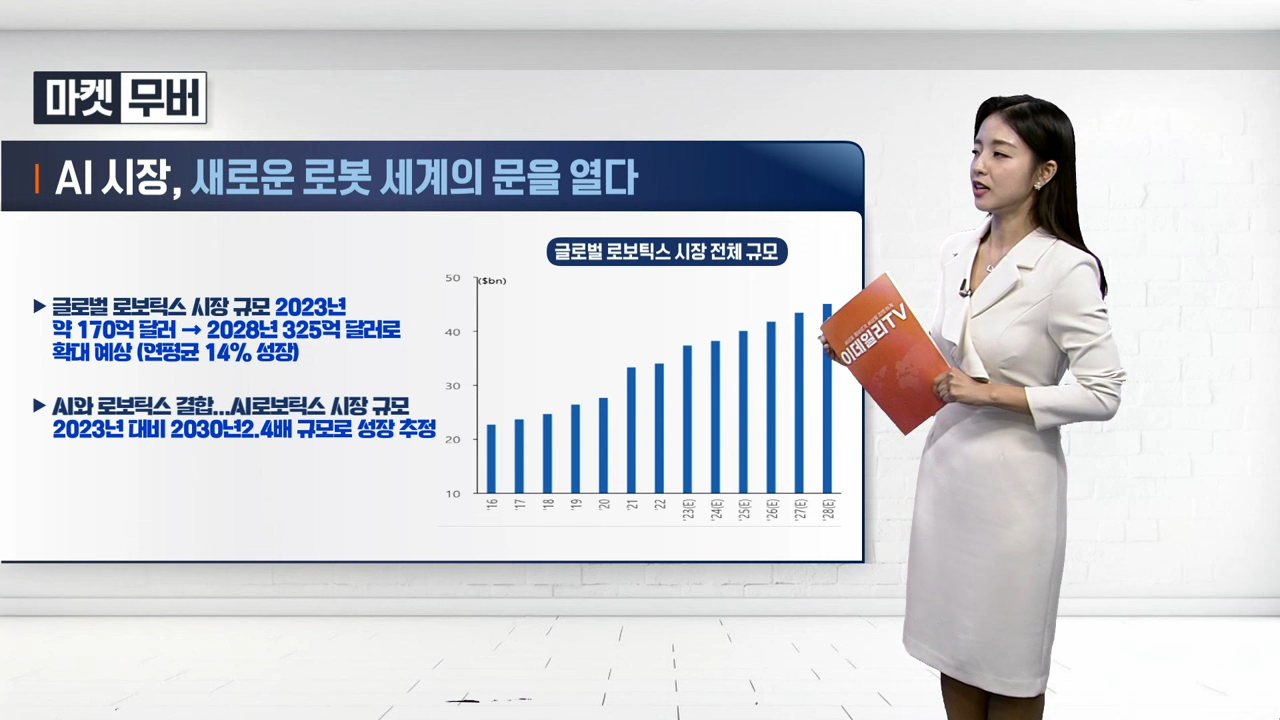 마켓 무버
AI 시장, 새로운 로봇 세계의 문을 열다
▶ 글로벌 로보틱스 시장 규모 2023년
약 170억 달러 → 2028년 325억 달러로
확대 예상 (연평균 14% 성장)
▶ AI와 로보틱스 결합...AI로보틱스 시장 규모
2023년 대비 2030년2.4배 규모로 성장 추정
글로벌 로보틱스 시장 전체 규모
($bn)
50
40
30
20
10
'16 '17 '18 '19 '20 '21 '22 '23(E) '24(E) '25(E) '26(E) '27(E) '28(E)
이데일리TV